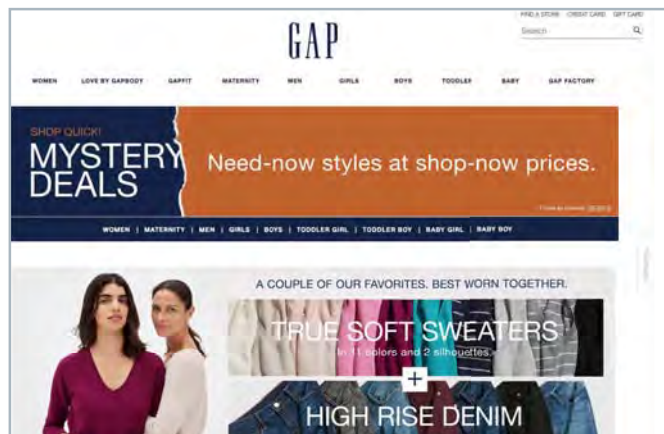 FIND A STORE CREDIT CARD GIFT CARD
GAP
Search
WOMEN LOVE BY GAPBODY GAPFIT MATERNITY MEN GIRLS BOYS TODDLER BABY GAP FACTORY
SHOP QUICK!
MYSTERY
DEALS
Need-now styles at shop-now prices.
WOMEN | MATERNITY | MEN | GIRLS | BOYS | TODDLER GIRL | TODDLER BOY | BABY GIRL | BABY BOY
A COUPLE OF OUR FAVORITES. BEST WORN TOGETHER.
TRUE SOFT SWEATERS
In 11 colors and 2 silhouettes.
+
HIGH RISE DENIM